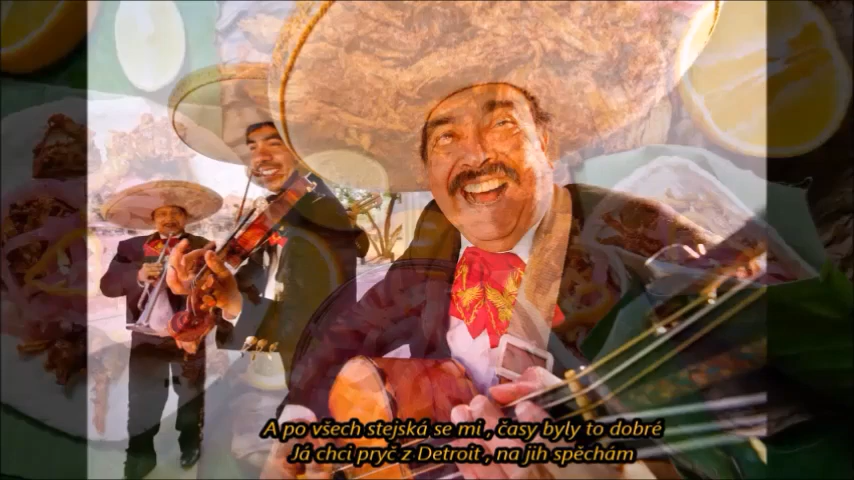 A po všech stejská se mi , časy byly to dobré
Já chci pryč z Detroit , na jih spěchám